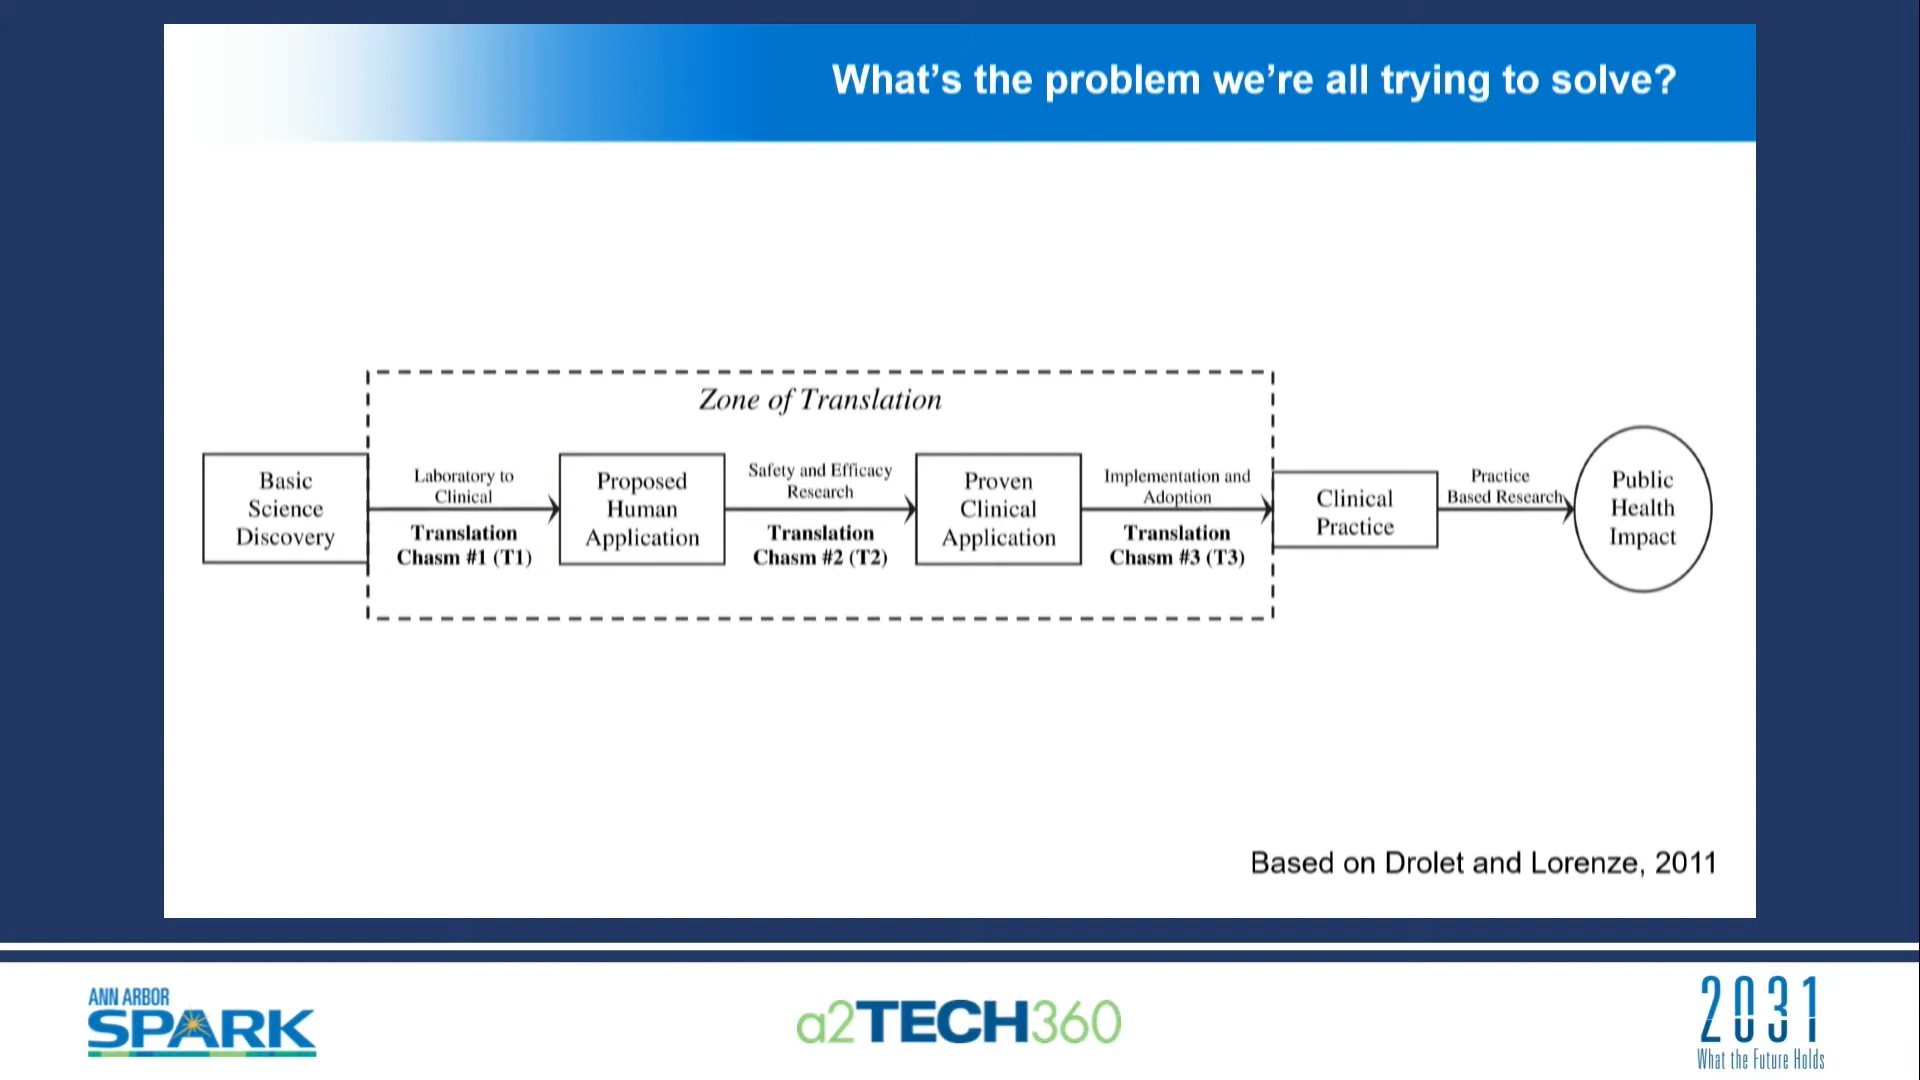 What's the problem we're all trying to solve?
Zone of Translation
Basic
Science
Discovery
Laboratory to
Clinical
Translation
Chasm #1 (T1)
Proposed
Human
Application
Safety and Efficacy
Research
Translation
Chasm #2 (T2)
Proven
Clinical
Application
Implementation and
Adoption
Translation
Chasm #3 (T3)
Clinical
Practice
Practice
Based Research
Public
Health
Impact
Based on Drolet and Lorenze, 2011
ANN ARBOR
SPARK
a2TECH360
2031
What the Future Holds